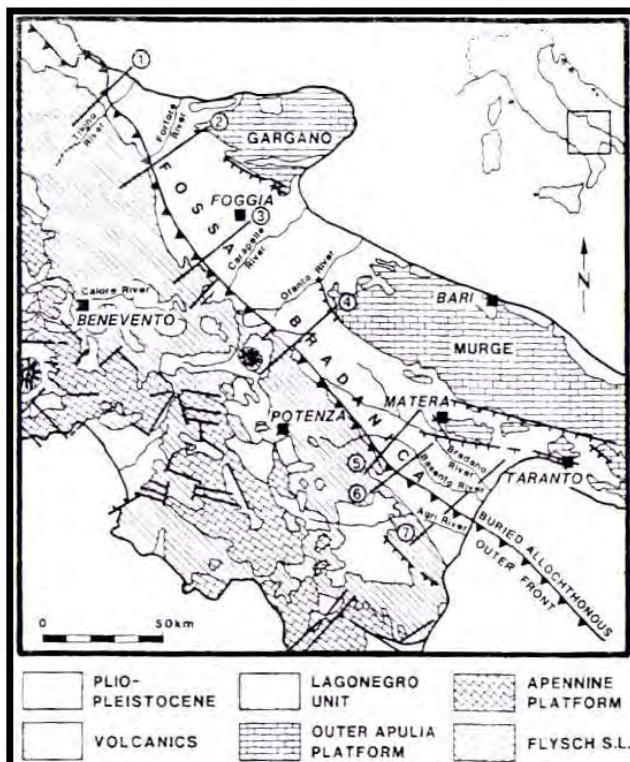 1
Trigno River
Fortore River
2
GARGANO
FOSSA
FOGGIA
3
Carapelle River
Ofanto River
N
Calore River
BENEVENTO
4
BARI
BRADANICA
MURGE
POTENZA
MATERA
5
Bradano River
Basento River
6
TARANTO
Agri River
7
BURIED ALLOCHTHONOUS
OUTER FRONT
0 50km
PLIO-
PLEISTOCENE
LAGONEGRO
UNIT
APENNINE
PLATFORM
VOLCANICS
OUTER APULIA
PLATFORM
FLYSCH S.L.